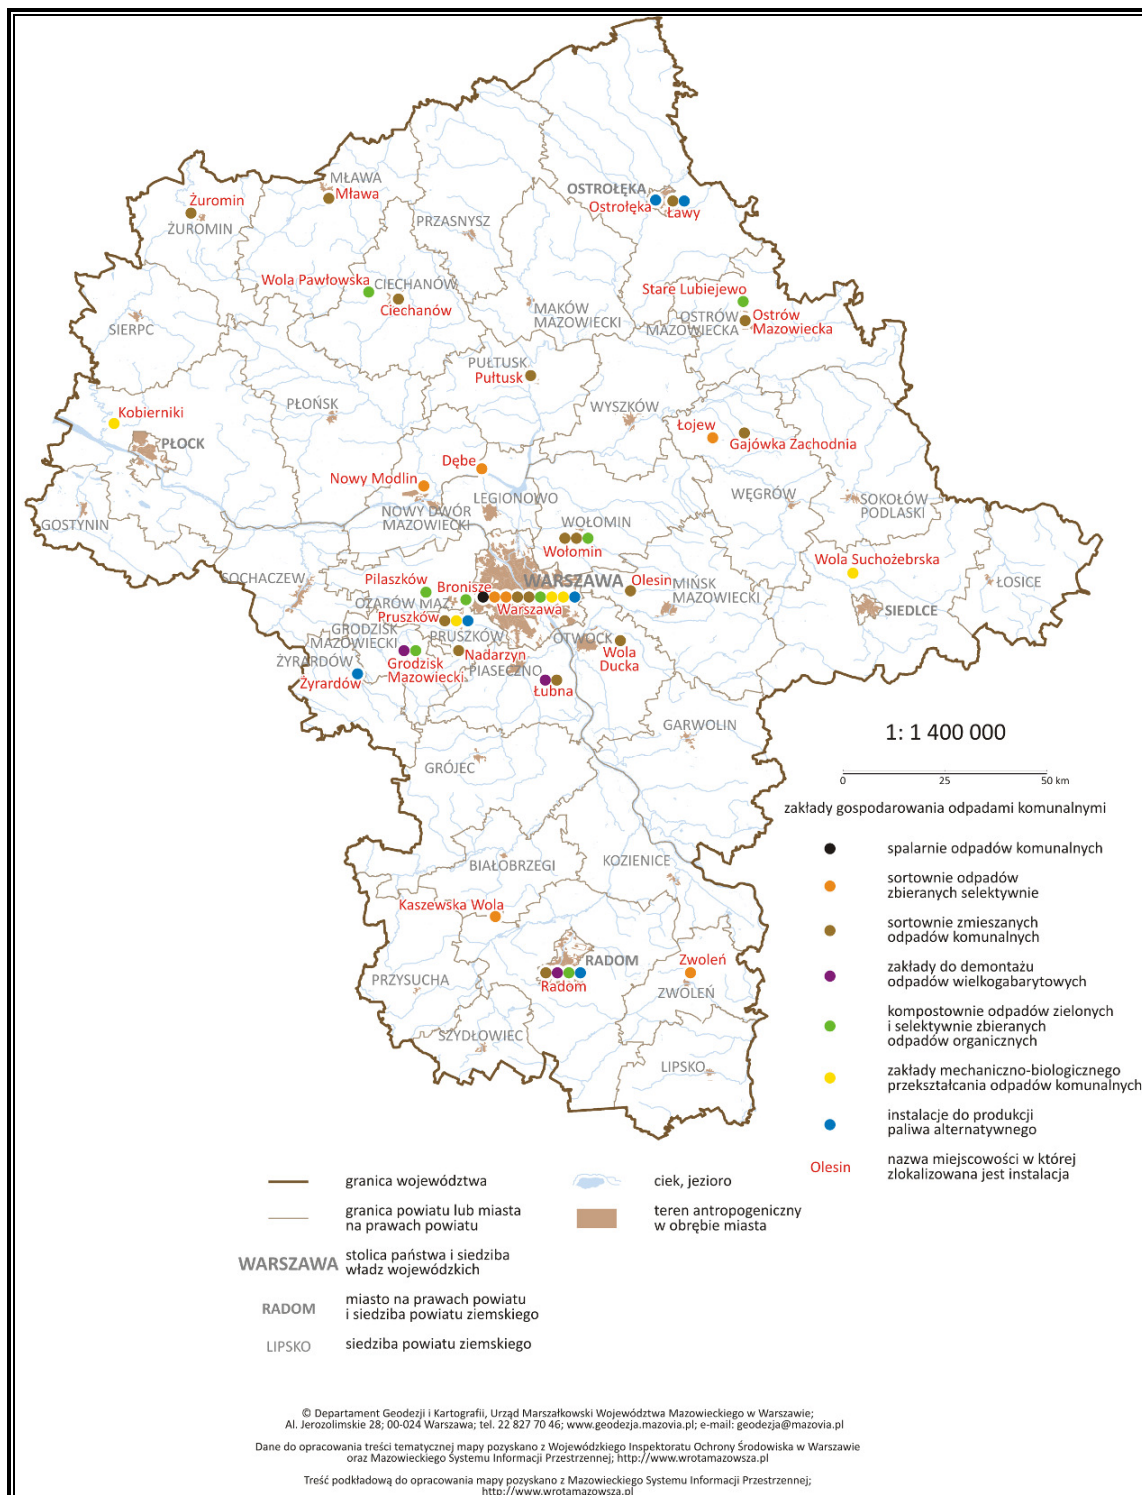 MŁAWA
Mława
Żuromin
ŻUROMIN
OSTROŁĘKA
Ostrołęka
Ławy
PRZASNYSZ
Wola Pawłowska
CIECHANÓW
Ciechanów
Stare Lubiejewo
OSTRÓW
MAZOWIECKA
Ostrów
Mazowiecka
MAKÓW
MAZOWIECKI
SIERPC
PUŁTUSK
Pułtusk
PŁOŃSK
WYSZKÓW
Kobierniki
PŁOCK
Łojew
Gajówka Zachodnia
Dębe
Nowy Modlin
NOWY DWÓR
MAZOWIECKI
LEGIONOWO
WĘGRÓW
SOKOŁÓW
PODLASKI
GOSTYNIN
WOŁOMIN
Wołomin
Wola Suchożebrska
SOCHACZEW
Pilaszków
Bronisze
WARSZAWA
Warszawa
Olesin
MIŃSK
MAZOWIECKI
ŁOSICE
SIEDLCE
OŻARÓW MAZ.
Pruszków
PRUSZKÓW
GRODZISK
MAZOWIECKI
OTWOCK
Wola
Ducka
ŻYRARDÓW
Żyrardów
Grodzisk
Mazowiecki
Nadarzyn
PIASECZNO
Łubna
GARWOLIN
GRÓJEC
1: 1 400 000
0 25 50 km
zakłady gospodarowania odpadami komunalnymi
spalarnie odpadów komunalnych
sortownie odpadów
zbieranych selektywnie
sortownie zmieszanych
odpadów komunalnych
zakłady do demontażu
odpadów wielkogabarytowych
kompostownie odpadów zielonych
i selektywnie zbieranych
odpadów organicznych
zakłady mechaniczno-biologicznego
przekształcania odpadów komunalnych
instalacje do produkcji
paliwa alternatywnego
Olesin
nazwa miejscowości w której
zlokalizowana jest instalacja
BIAŁOBRZEGI
KOZIENICE
Kaszewska Wola
RADOM
Radom
Zwoleń
ZWOLEŃ
PRZYSUCHA
SZYDŁOWIEC
LIPSKO
granica województwa
granica powiatu lub miasta
na prawach powiatu
WARSZAWA
stolica państwa i siedziba
władz wojewódzkich
RADOM
miasto na prawach powiatu
i siedziba powiatu ziemskiego
LIPSKO
siedziba powiatu ziemskiego
ciek, jezioro
teren antropogeniczny
w obrębie miasta
© Departament Geodezji i Kartografii, Urząd Marszałkowski Województwa Mazowieckiego w Warszawie;
Al. Jerozolimskie 28; 00-024 Warszawa; tel. 22 827 70 46; www.geodezja.mazovia.pl; e-mail: geodezja@mazovia.pl
Dane do opracowania treści tematycznej mapy pozyskano z Wojewódzkiego Inspektoratu Ochrony Środowiska w Warszawie
oraz Mazowieckiego Systemu Informacji Przestrzennej; http://www.wrotamazowsza.pl
Treść podkładową do opracowania mapy pozyskano z Mazowieckiego Systemu Informacji Przestrzennej;
http://www.wrotamazowsza.pl